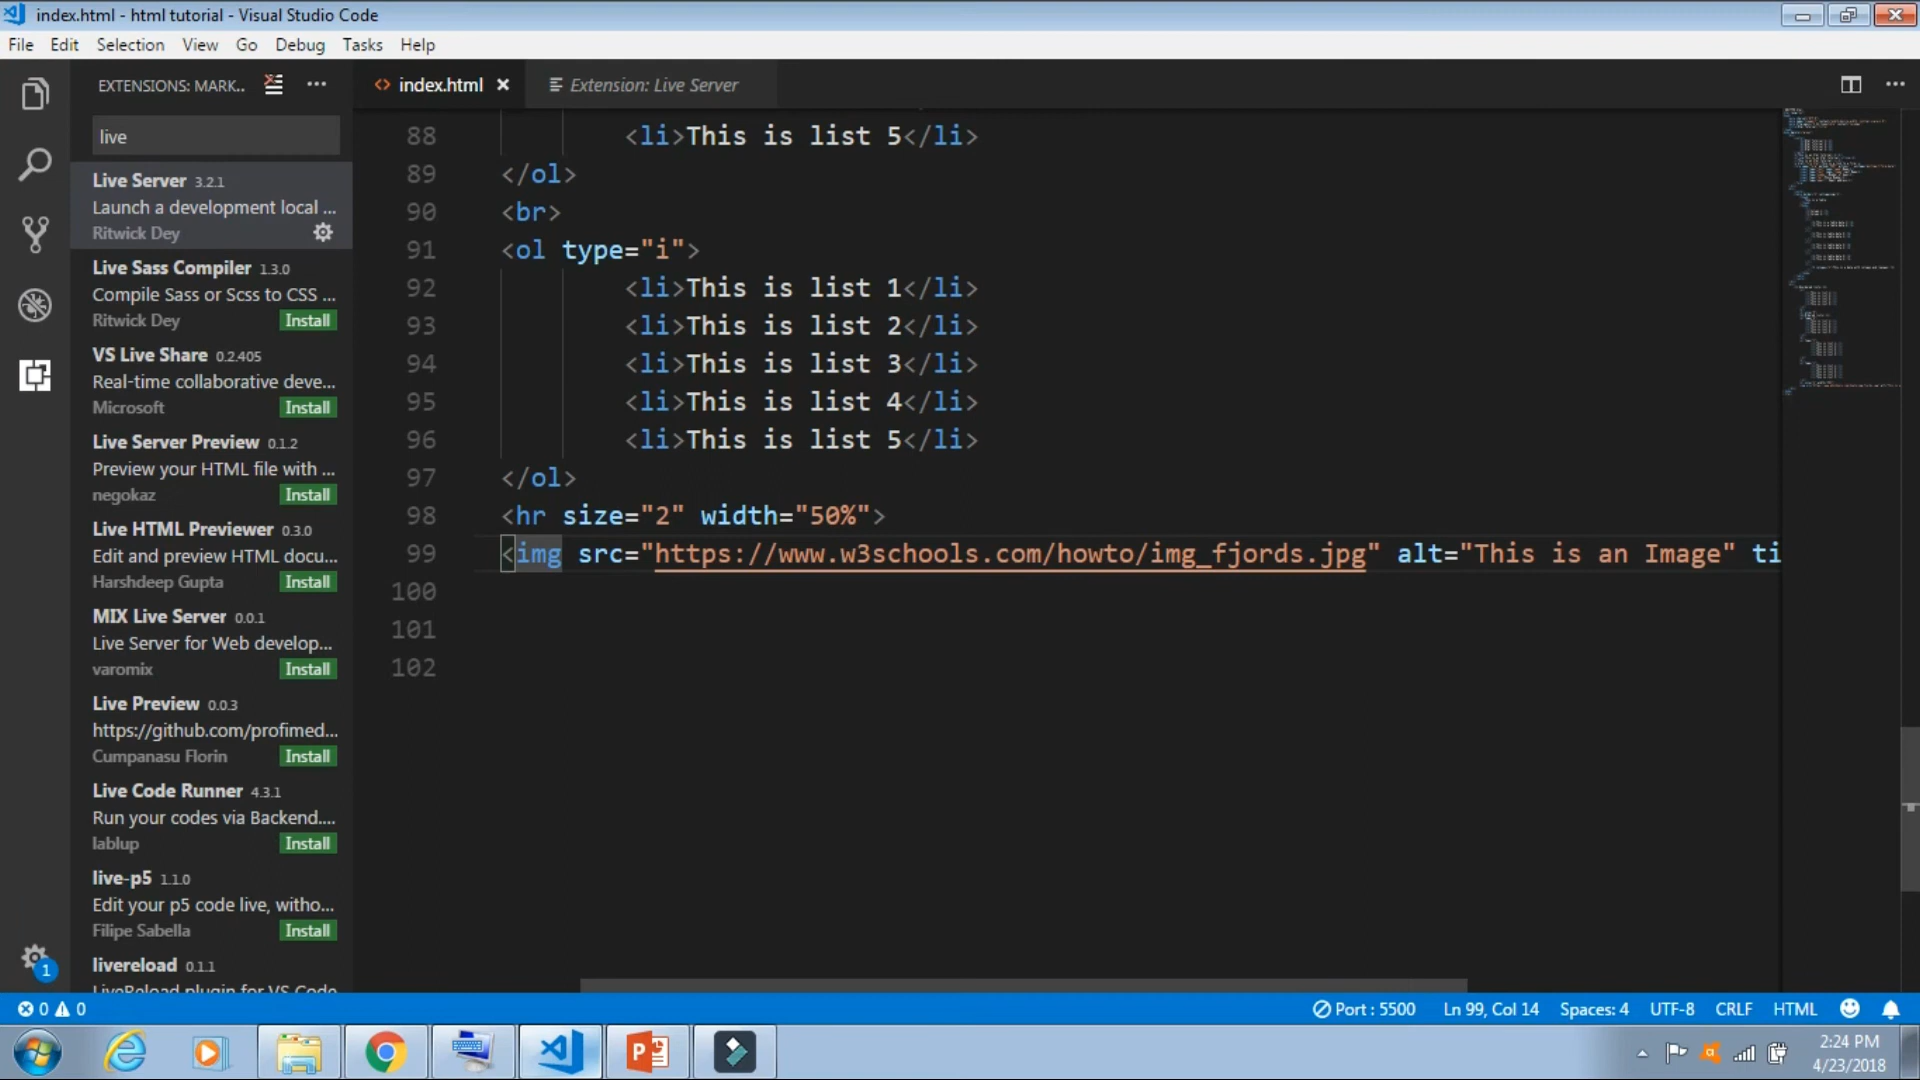 index.html - html tutorial - Visual Studio Code
File Edit Selection View Go Debug Tasks Help
EXTENSIONS: MARK...
index.html
Extension: Live Server
live
Live Server 3.2.1
Launch a development local ...
Ritwick Dey
Live Sass Compiler 1.3.0
Compile Sass or Scss to CSS ...
Ritwick Dey Install
VS Live Share 0.2.405
Real-time collaborative deve...
Microsoft Install
Live Server Preview 0.1.2
Preview your HTML file with ...
negokaz Install
Live HTML Previewer 0.3.0
Edit and preview HTML docu...
Harshdeep Gupta Install
MIX Live Server 0.0.1
Live Server for Web develop...
varomix Install
Live Preview 0.0.3
https://github.com/profimed...
Cumpanasu Florin Install
Live Code Runner 4.3.1
Run your codes via Backend....
lablup Install
live-p5 1.1.0
Edit your p5 code live, witho...
Filipe Sabella Install
livereload 0.1.1
LiveReload plugin for VS Code
88 <li>This is list 5</li>
89 </ol>
90 <br>
91 <ol type="i">
92 <li>This is list 1</li>
93 <li>This is list 2</li>
94 <li>This is list 3</li>
95 <li>This is list 4</li>
96 <li>This is list 5</li>
97 </ol>
98 <hr size="2" width="50%">
99 <img src="https://www.w3schools.com/howto/img_fjords.jpg" alt="This is an Image" ti
100
101
102
1
0 0
Port : 5500 Ln 99, Col 14 Spaces: 4 UTF-8 CRLF HTML
2:24 PM
4/23/2018